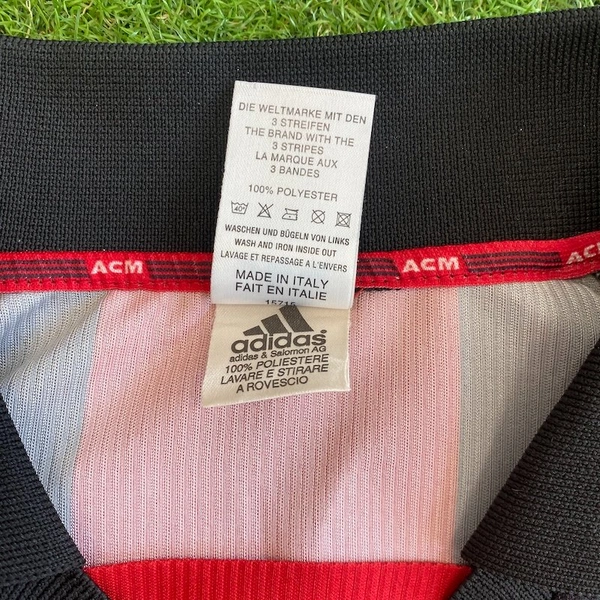 DIE WELTMARKE MIT DEN
3 STREIFEN
THE BRAND WITH THE
3 STRIPES
LA MARQUE AUX
3 BANDES
100% POLYESTER
40°
WASCHEN UND BÜGELN VON LINKS
WASH AND IRON INSIDE OUT
LAVAGE ET REPASSAGE A L'ENVERS
MADE IN ITALY
FAIT EN ITALIE
ACM
ACM
adidas
adidas & Salomon AG
100% POLIESTERE
LAVARE E STIRARE
A ROVESCIO